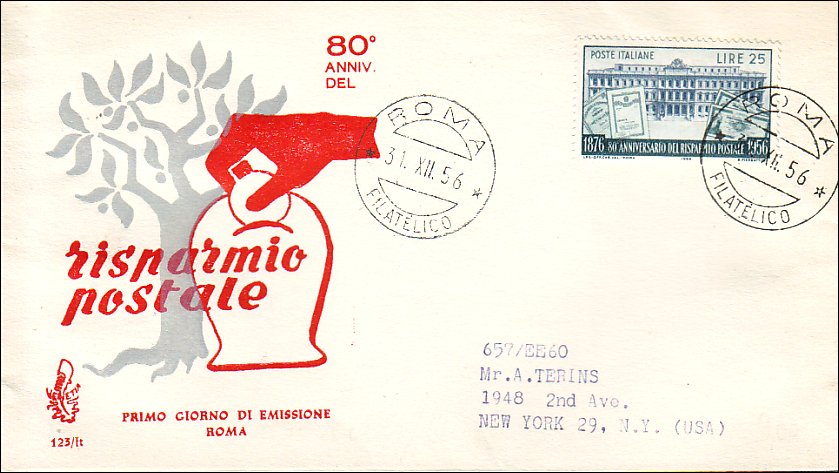 80°
ANNIV.
DEL
risparmio
postale
PRIMO GIORNO DI EMISSIONE
ROMA
123/It
ROMA
31. XII. 56
FILATELICO
POSTE ITALIANE
LIRE 25
1876 80° ANNIVERSARIO DEL RISPARMIO POSTALE 1956
ROMA
XII. 56
FILATELICO
657/EE60
Mr.A.TERINS
1948 2nd Ave.
NEW YORK 29, N.Y. (USA)